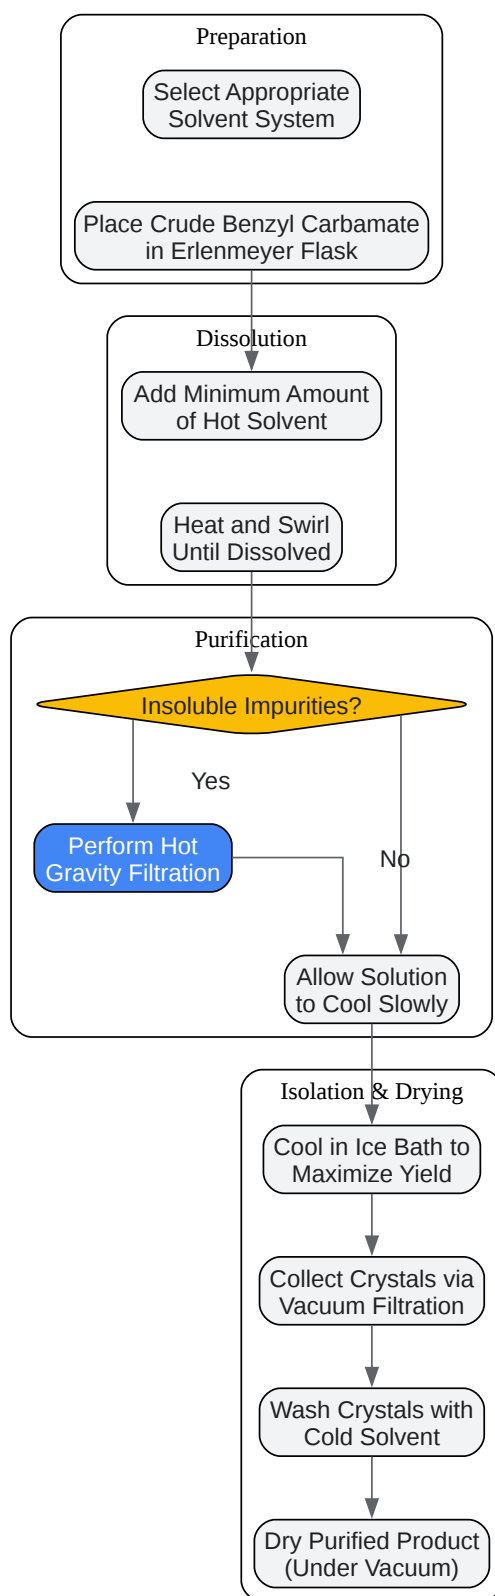 Preparation
Select Appropriate
Solvent System
Place Crude Benzyl Carbamate
in Erlenmeyer Flask
Dissolution
Add Minimum Amount
of Hot Solvent
Heat and Swirl
Until Dissolved
Purification
Insoluble Impurities?
Yes
Perform Hot
Gravity Filtration
No
Allow Solution
to Cool Slowly
Isolation & Drying
Cool in Ice Bath to
Maximize Yield
Collect Crystals via
Vacuum Filtration
Wash Crystals with
Cold Solvent
Dry Purified Product
(Under Vacuum)